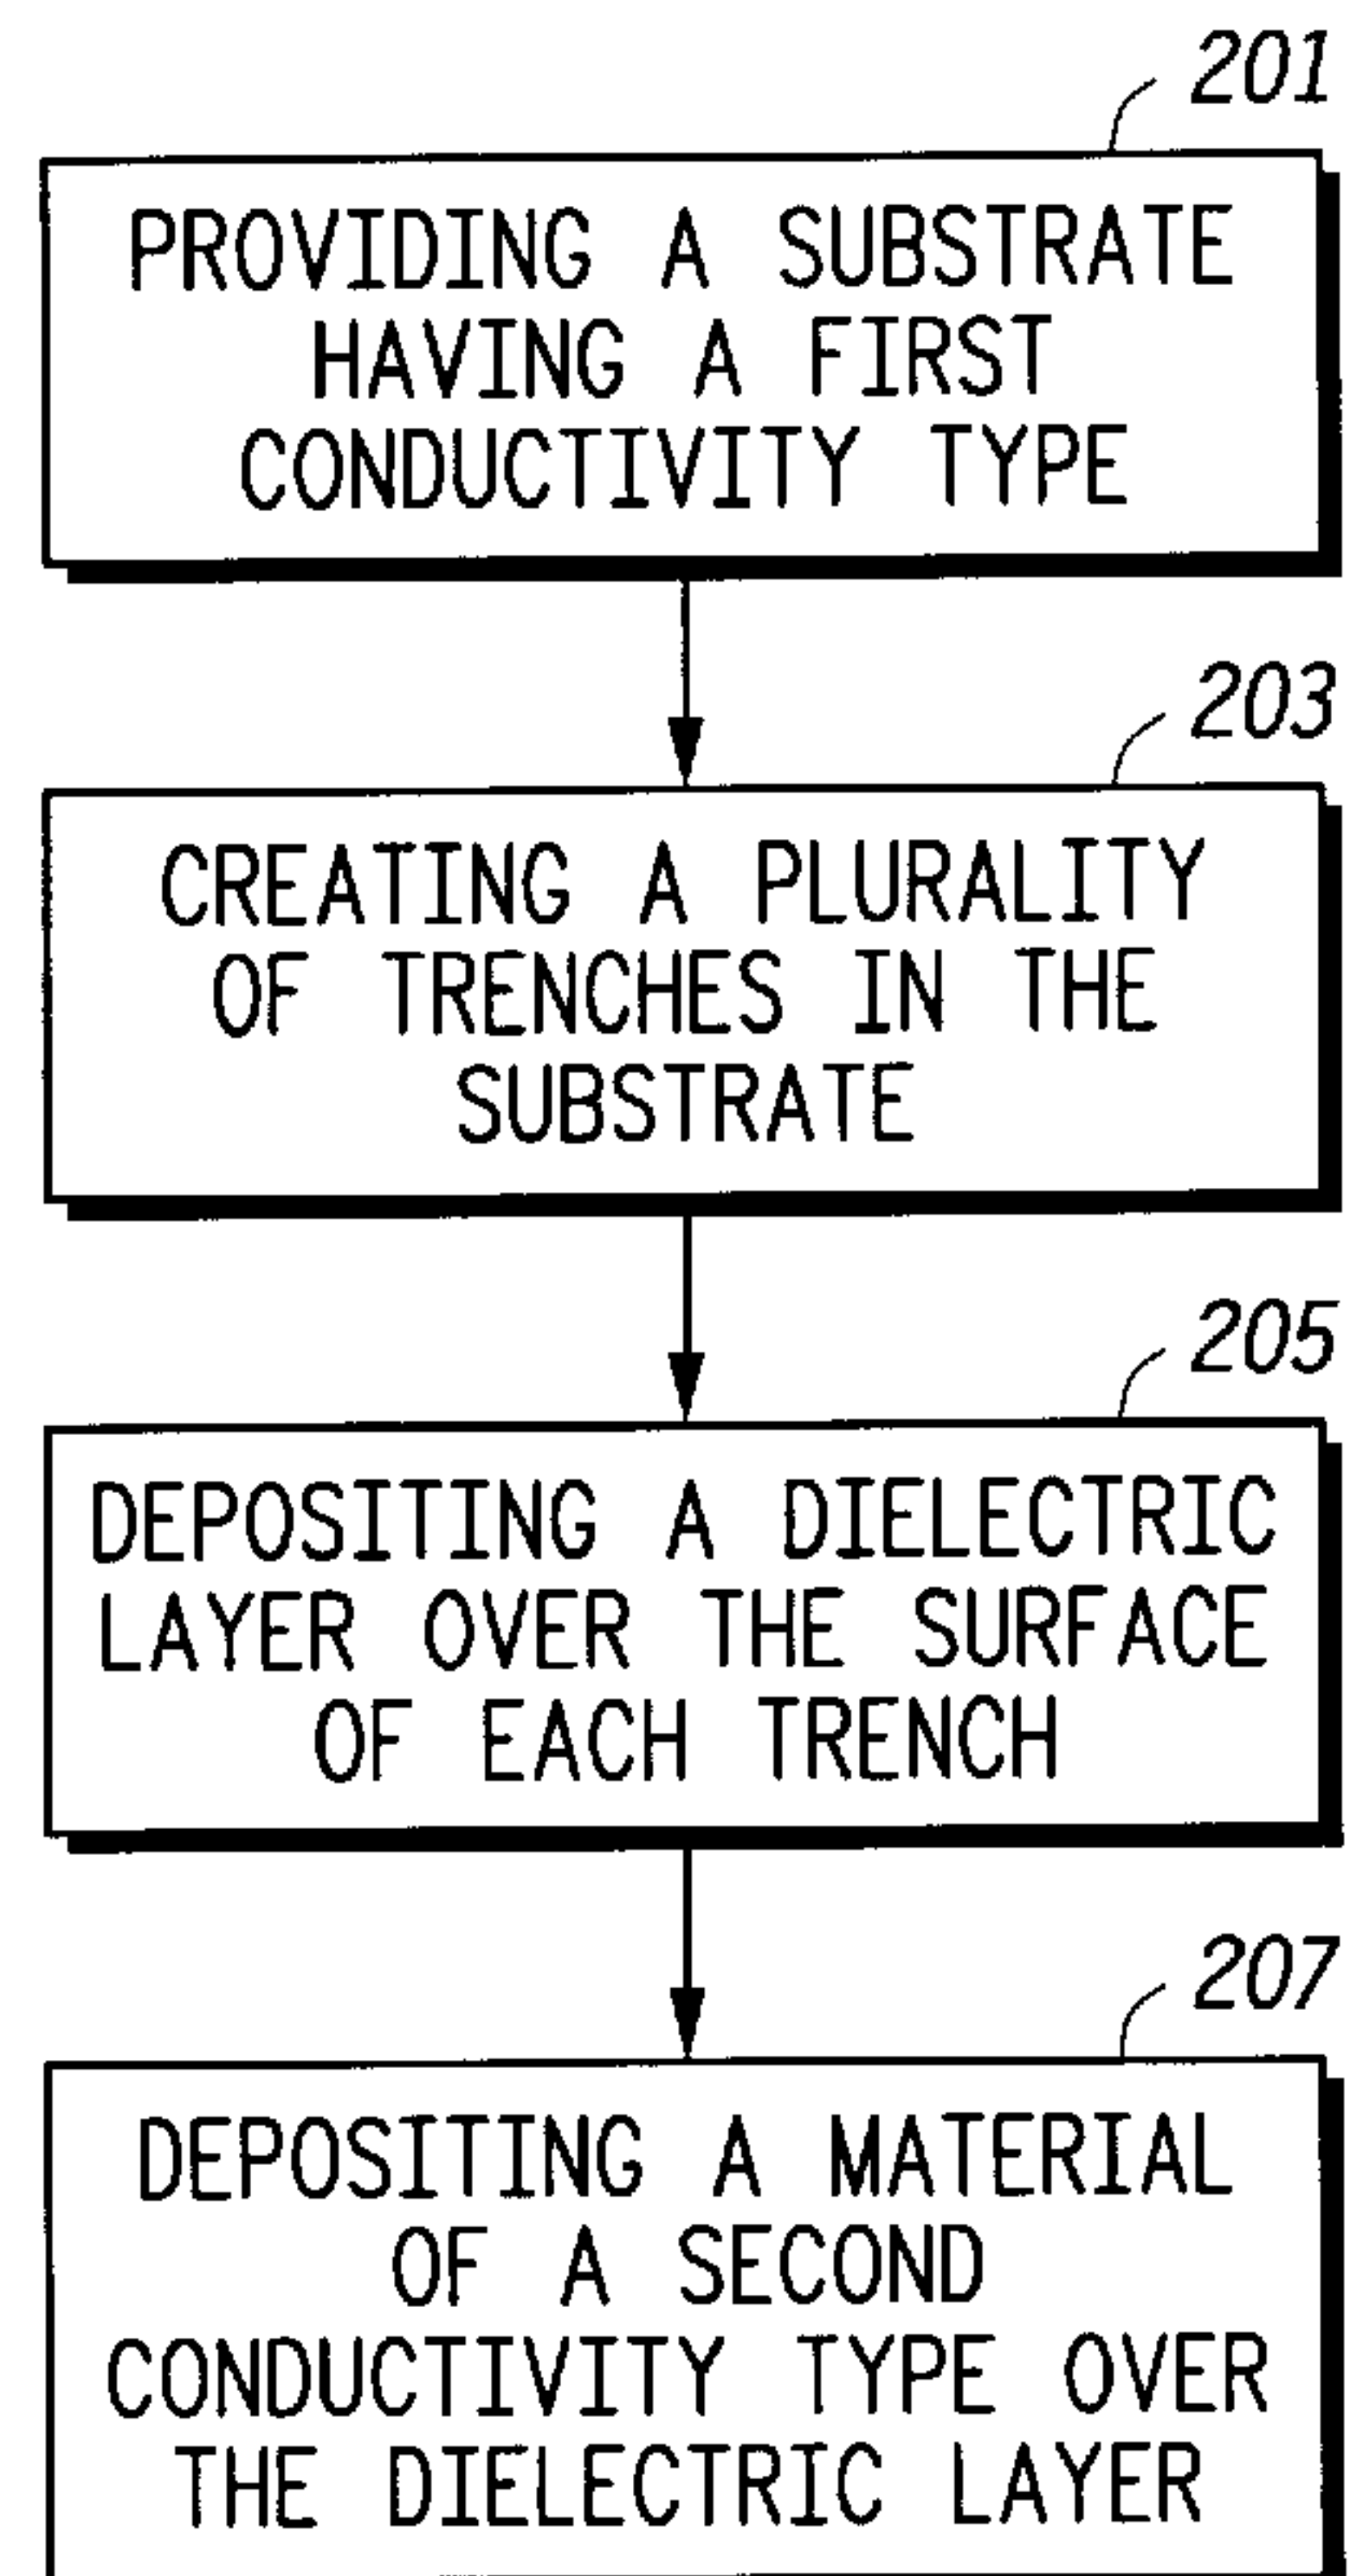 201
PROVIDING A SUBSTRATE
HAVING A FIRST
CONDUCTIVITY TYPE
203
CREATING A PLURALITY
OF TRENCHES IN THE
SUBSTRATE
205
DEPOSITING A DIELECTRIC
LAYER OVER THE SURFACE
OF EACH TRENCH
207
DEPOSITING A MATERIAL
OF A SECOND
CONDUCTIVITY TYPE OVER
THE DIELECTRIC LAYER